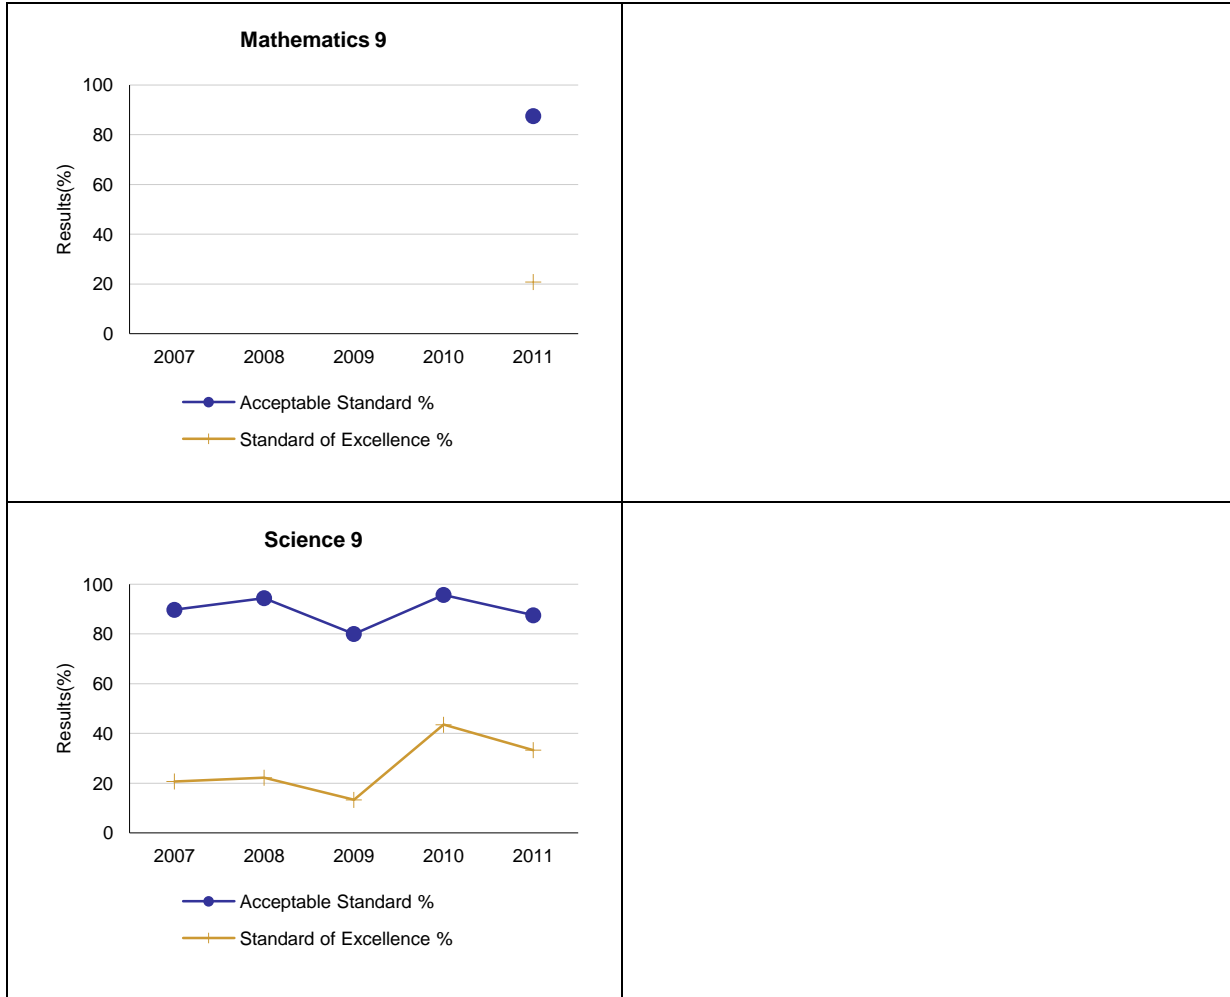 Mathematics 9
100
80
60
40
20
0
Results(%)
2007 2008 2009 2010 2011
Acceptable Standard %
Standard of Excellence %
Science 9
100
80
60
40
20
0
Results(%)
2007 2008 2009 2010 2011
Acceptable Standard %
Standard of Excellence %